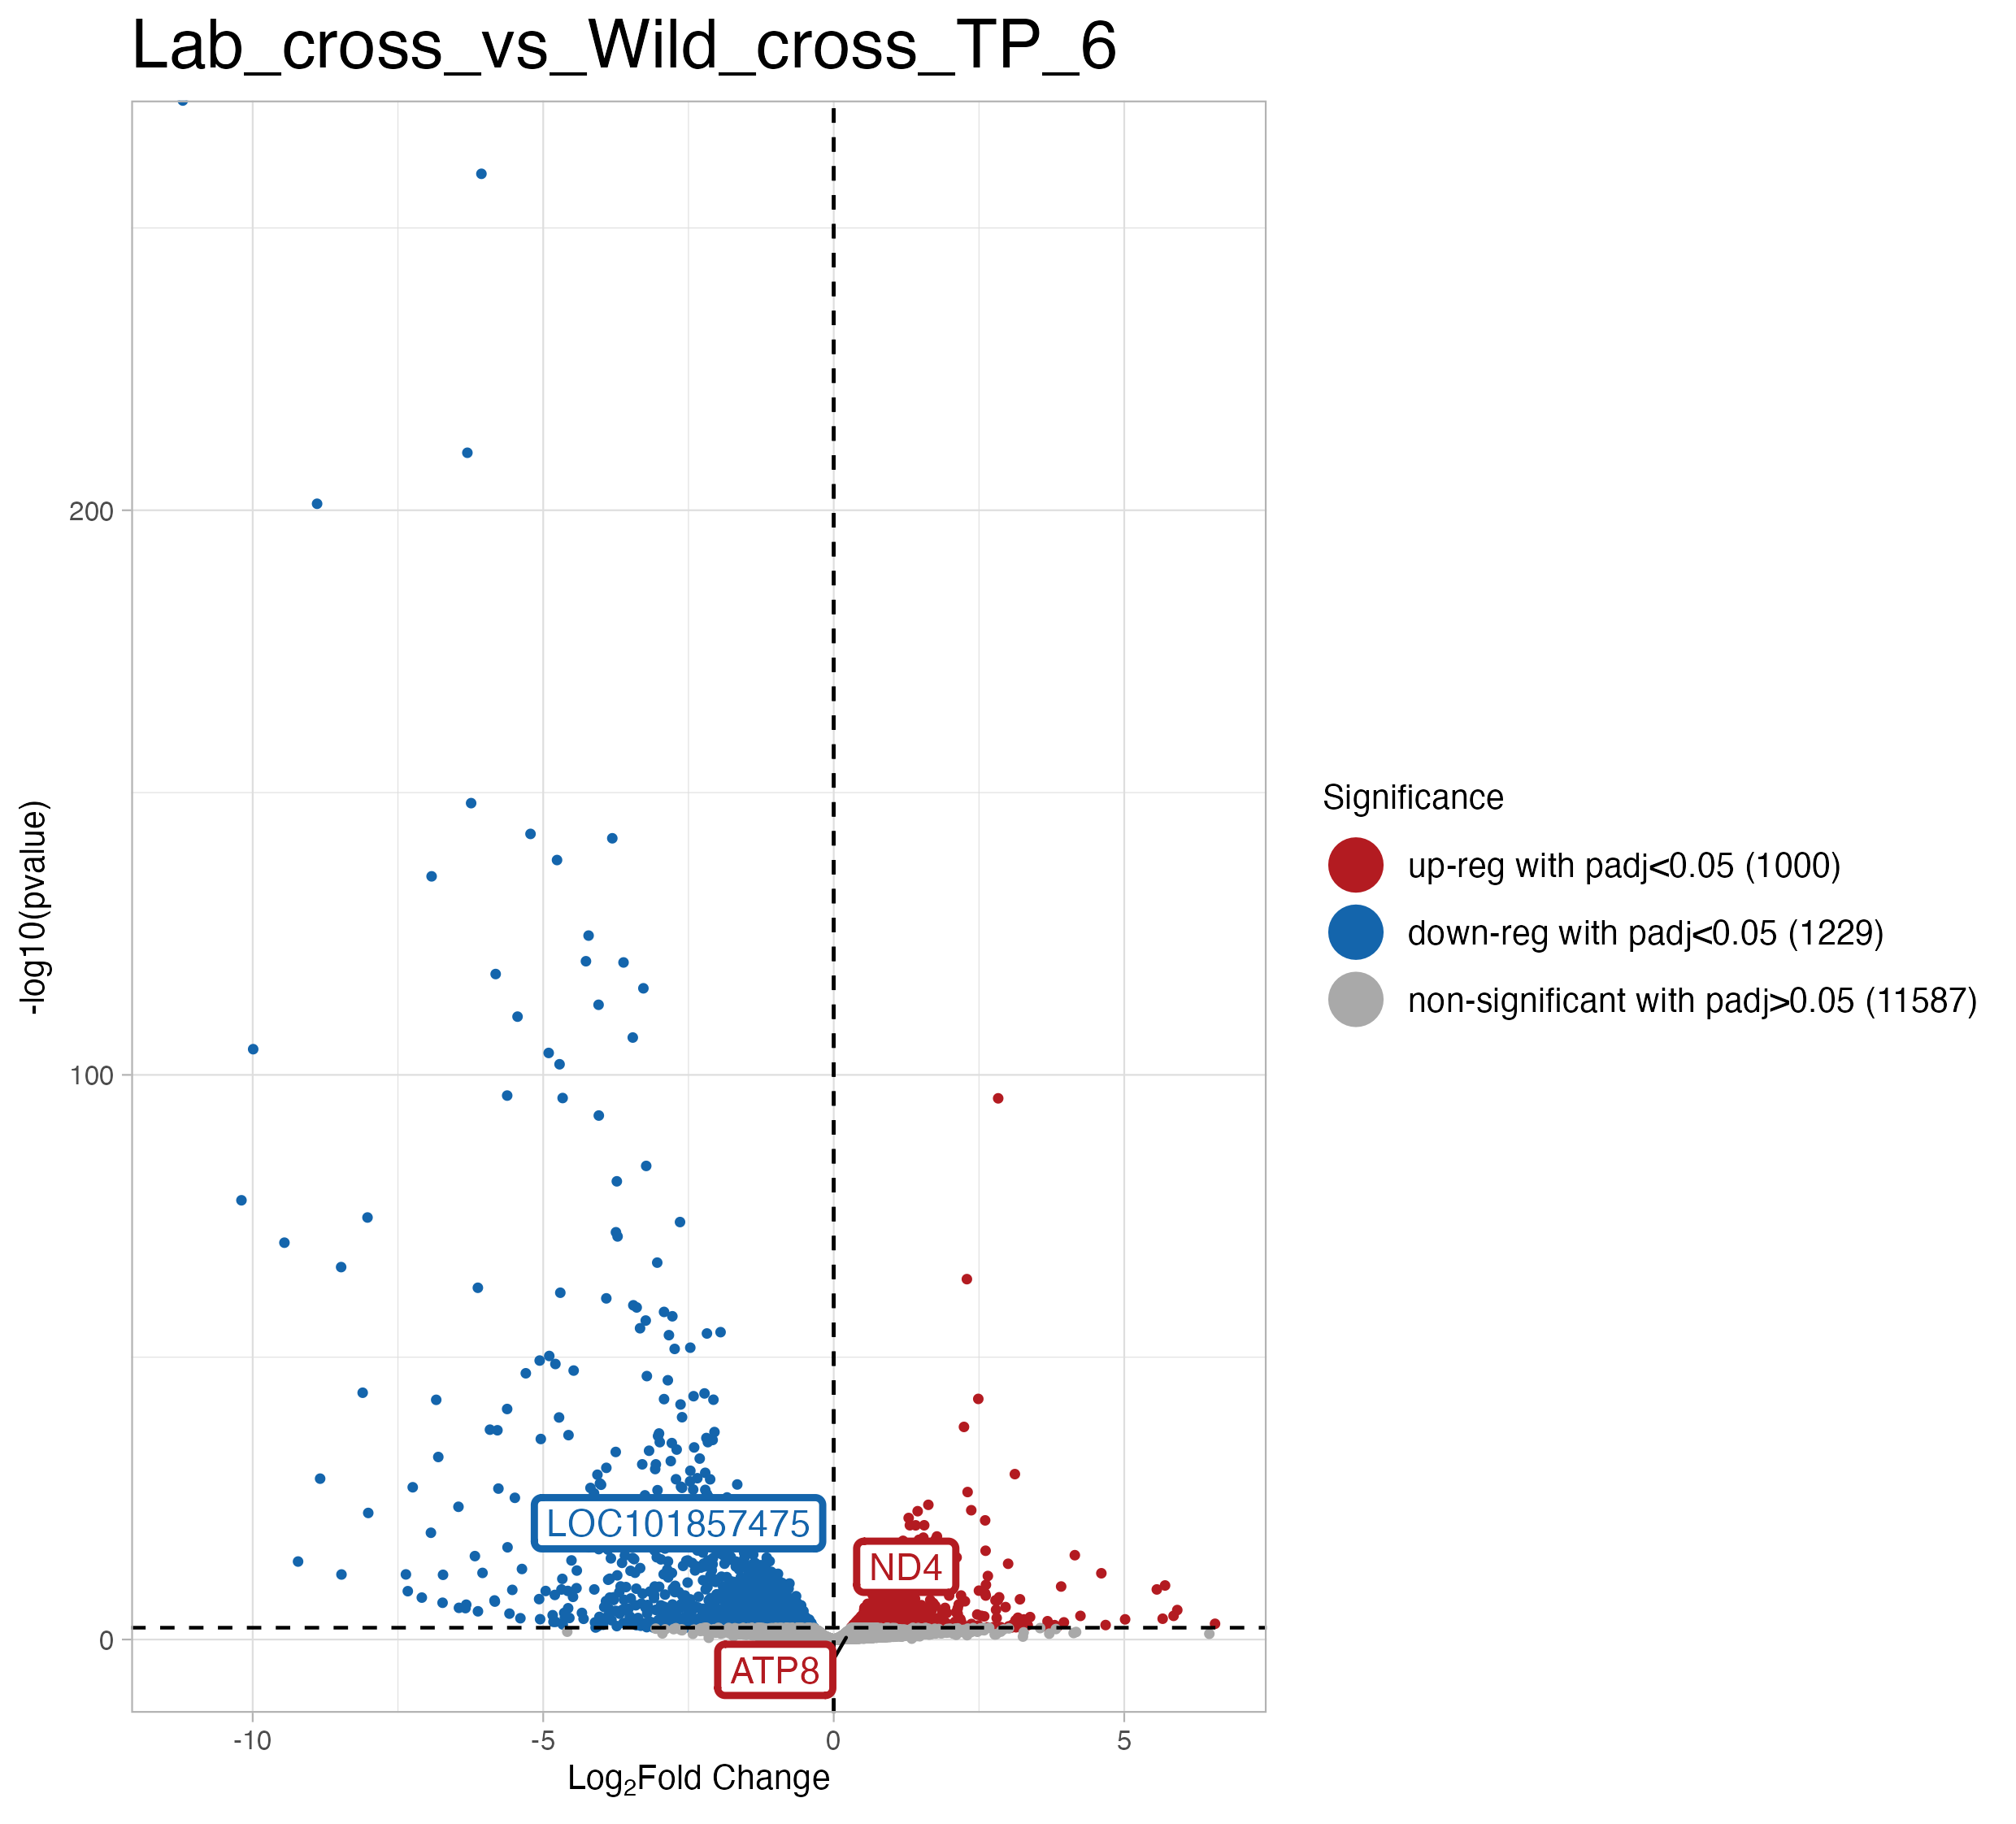 Lab_cross_vs_Wild_cross_TP_6
-log10(pvalue)
200
100
0
LOC101857475
ND4
ATP8
-10
-5
0
5
Log₂Fold Change
Significance
up-reg with padj<0.05 (1000)
down-reg with padj<0.05 (1229)
non-significant with padj>0.05 (11587)